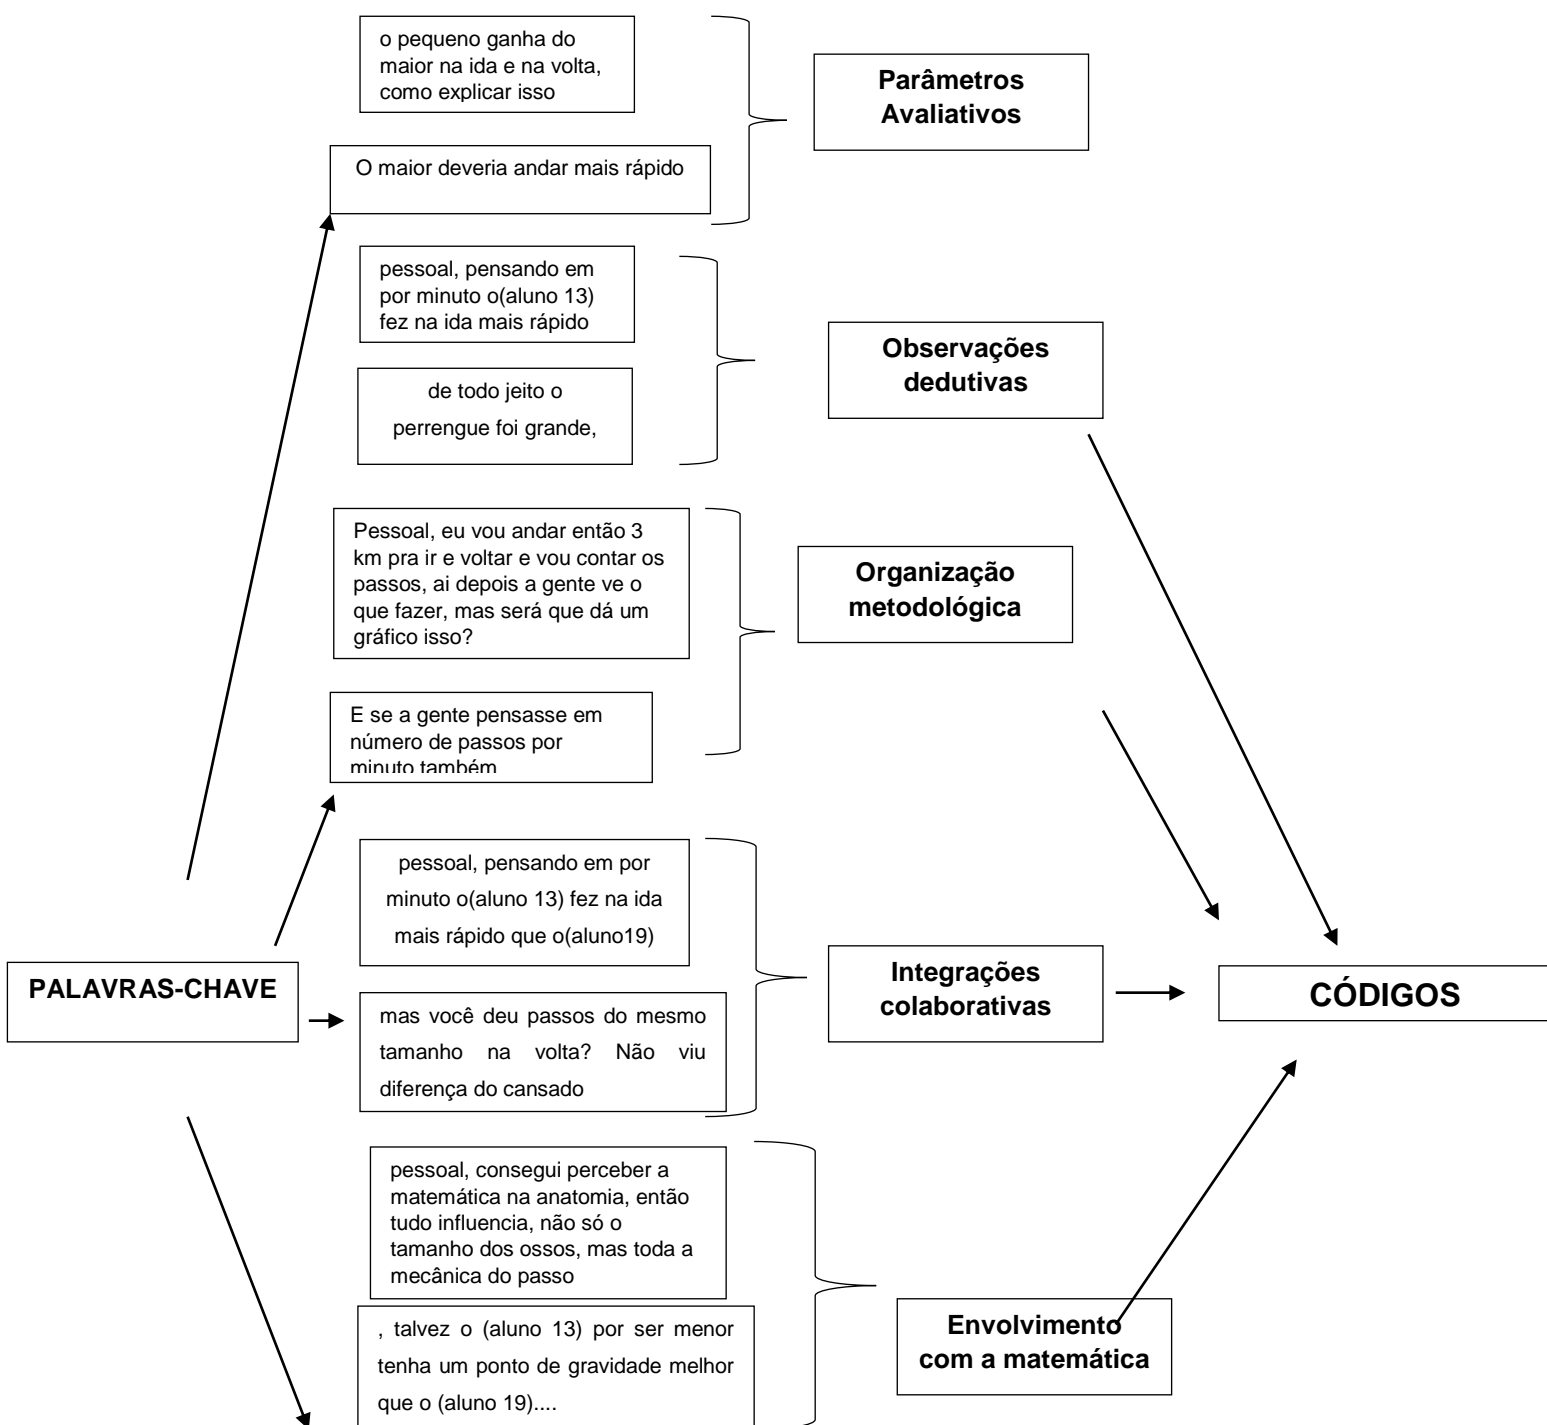 o pequeno ganha do
maior na ida e na volta,
como explicar isso
Parâmetros
Avaliativos
O maior deveria andar mais rápido
pessoal, pensando em
por minuto o(aluno 13)
fez na ida mais rápido
Observações
dedutivas
de todo jeito o
perrengue foi grande,
Pessoal, eu vou andar então 3
km pra ir e voltar e vou contar os
passos, ai depois a gente ve o
que fazer, mas será que dá um
gráfico isso?
Organização
metodológica
E se a gente pensasse em
número de passos por
minuto também
pessoal, pensando em por
minuto o(aluno 13) fez na ida
mais rápido que o(aluno19)
PALAVRAS-CHAVE
Integrações
colaborativas
CÓDIGOS
mas você deu passos do mesmo
tamanho na volta? Não viu
diferença do cansado
pessoal, consegui perceber a
matemática na anatomia, então
tudo influencia, não só o
tamanho dos ossos, mas toda a
mecânica do passo
Envolvimento
com a matemática
, talvez o (aluno 13) por ser menor
tenha um ponto de gravidade melhor
que o (aluno 19)....